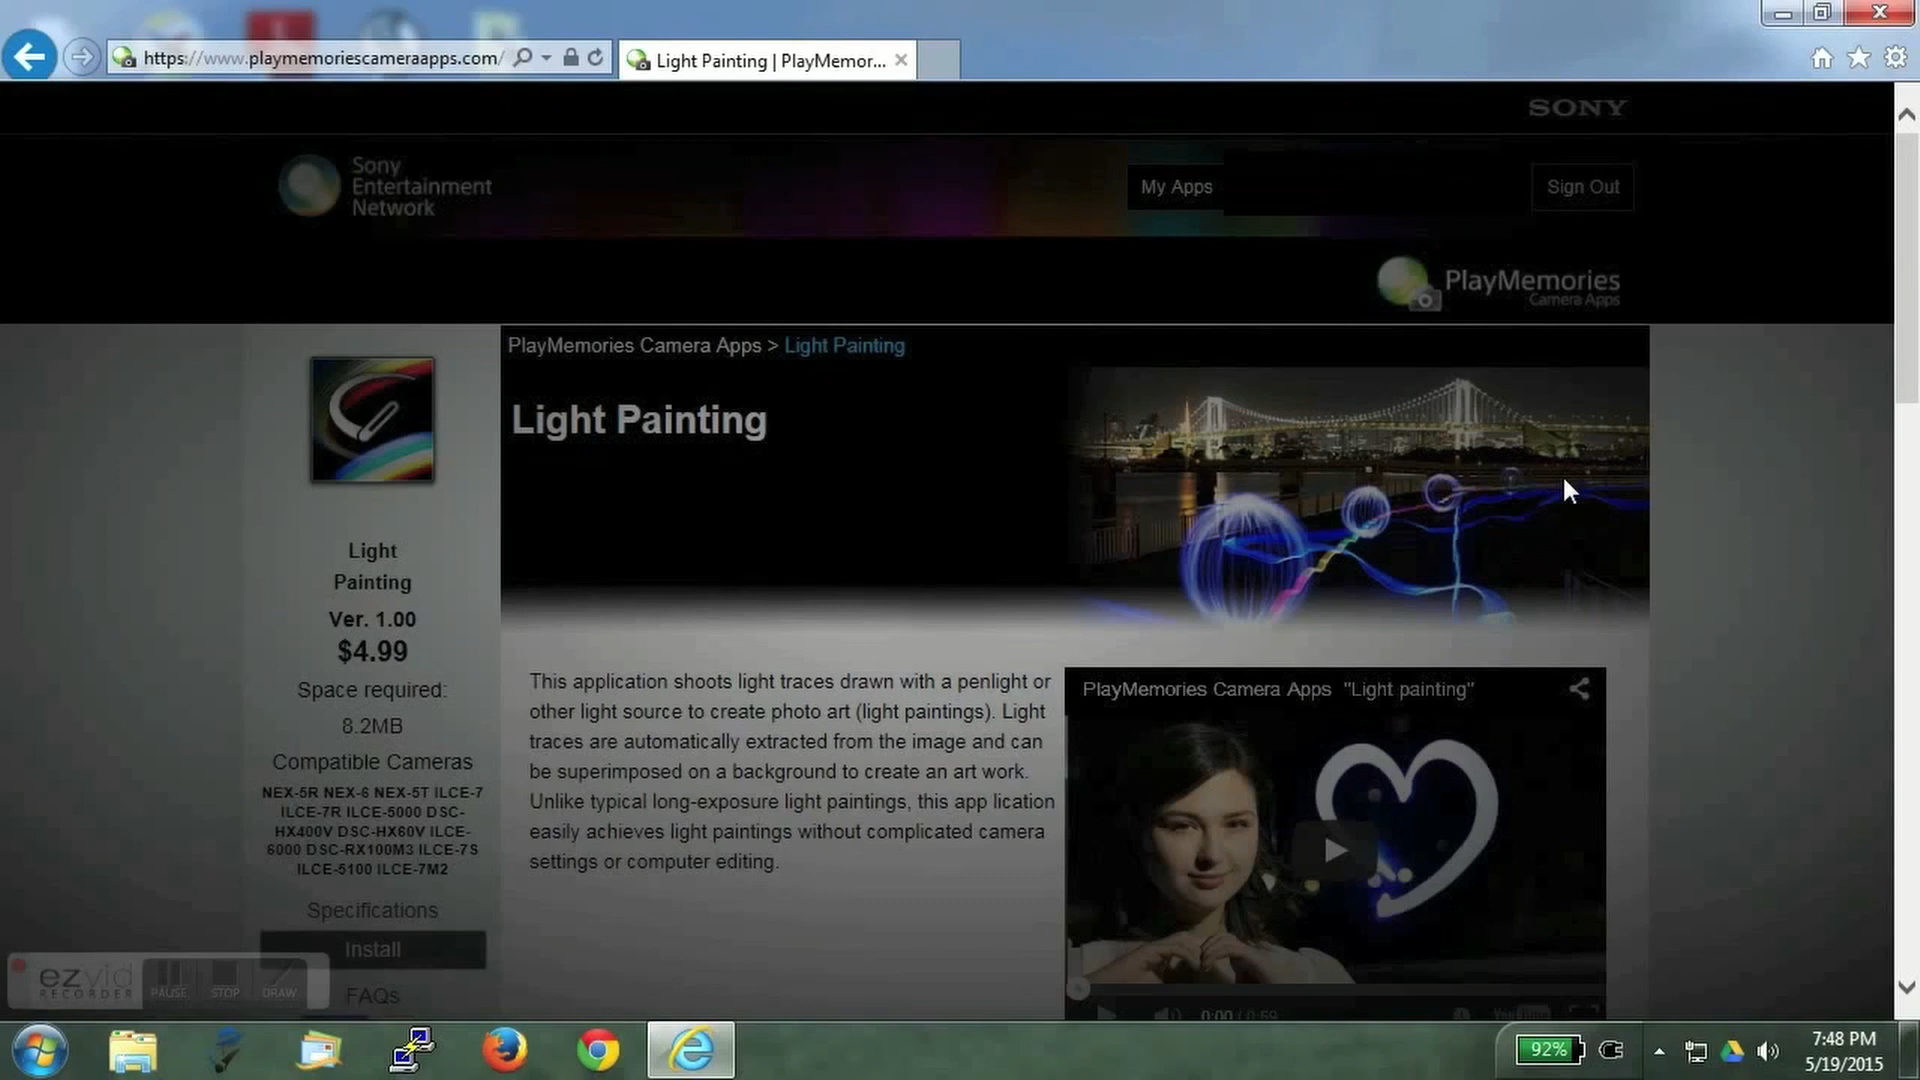 https://www.playmemoriescameraapps.com/
Light Painting | PlayMemor...
SONY
Sony
Entertainment
Network
My Apps
Sign Out
PlayMemories
Camera Apps
PlayMemories Camera Apps > Light Painting
Light Painting
Light
Painting
Ver. 1.00
$4.99
Space required:
8.2MB
Compatible Cameras
NEX-5R NEX-6 NEX-5T ILCE-7
ILCE-7R ILCE-5000 DSC-
HX400V DSC-HX60V ILCE-
6000 DSC-RX100M3 ILCE-7S
ILCE-5100 ILCE-7M2
Specifications
Install
FAQs
This application shoots light traces drawn with a penlight or
other light source to create photo art (light paintings). Light
traces are automatically extracted from the image and can
be superimposed on a background to create an art work.
Unlike typical long-exposure light paintings, this app lication
easily achieves light paintings without complicated camera
settings or computer editing.
PlayMemories Camera Apps "Light painting"
0:00 / 0:59
YouTube
ezvid
RECORDER
PAUSE
STOP
DRAW
92%
7:48 PM
5/19/2015